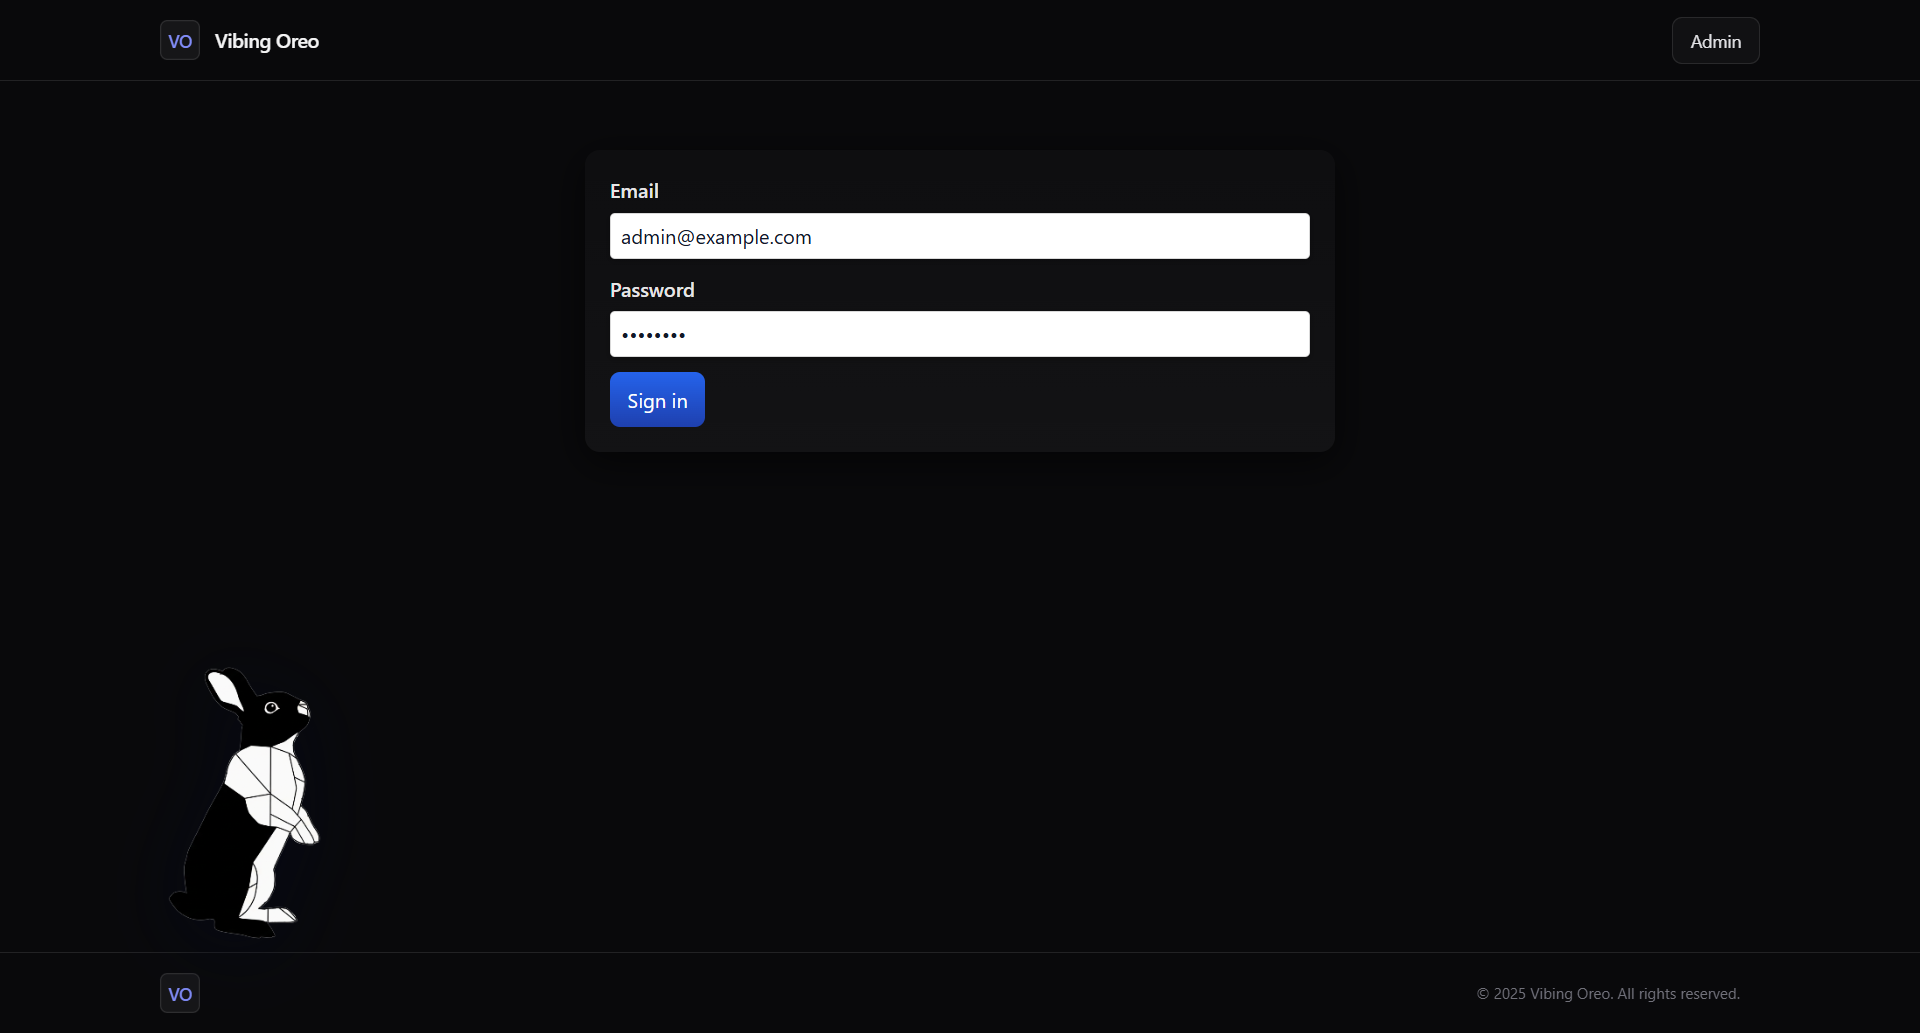 VO Vibing Oreo Admin
Email
admin@example.com
Password
••••••••
Sign in
VO © 2025 Vibing Oreo. All rights reserved.